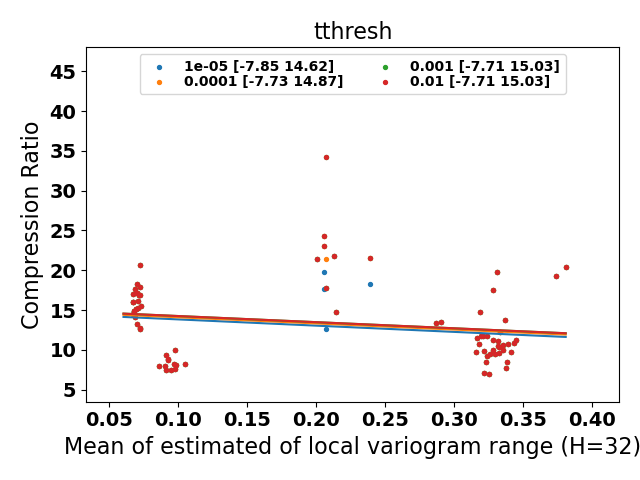 tthresh
1e-05 [-7.85 14.62]
0.0001 [-7.73 14.87]
0.001 [-7.71 15.03]
0.01 [-7.71 15.03]
Compression Ratio
45
40
35
30
25
20
15
10
5
0.05 0.10 0.15 0.20 0.25 0.30 0.35 0.40
Mean of estimated of local variogram range (H=32)